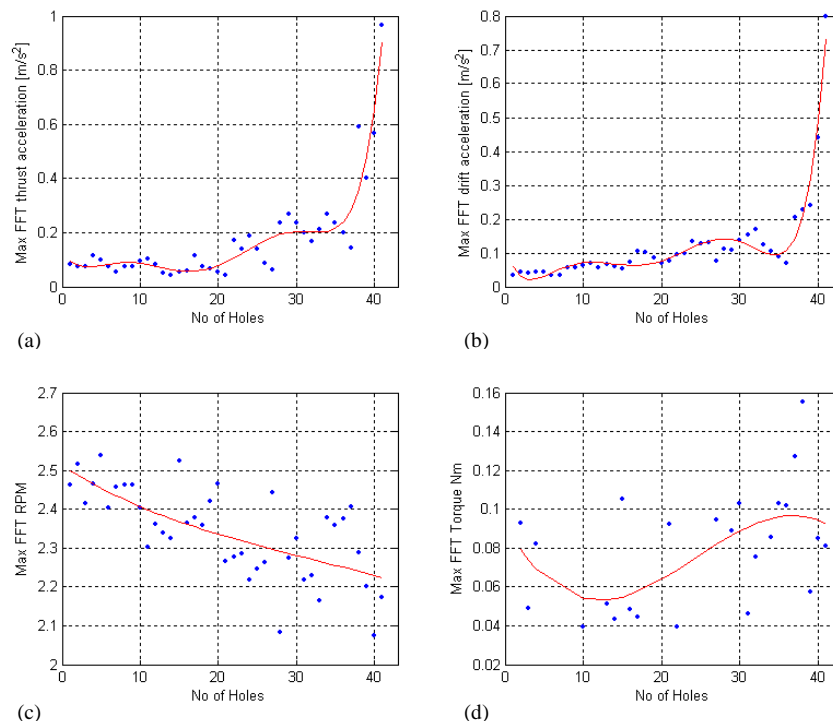 Max FFT thrust acceleration [m/s²]
1
0.8
0.6
0.4
0.2
0
0 10 20 30 40
No of Holes
(a)
Max FFT drift acceleration [m/s²]
0.8
0.7
0.6
0.5
0.4
0.3
0.2
0.1
0
0 10 20 30 40
No of Holes
(b)
Max FFT RPM
2.7
2.6
2.5
2.4
2.3
2.2
2.1
2
0 10 20 30 40
No of Holes
(c)
Max FFT Torque Nm
0.16
0.14
0.12
0.1
0.08
0.06
0.04
0.02
0 10 20 30 40
No of Holes
(d)